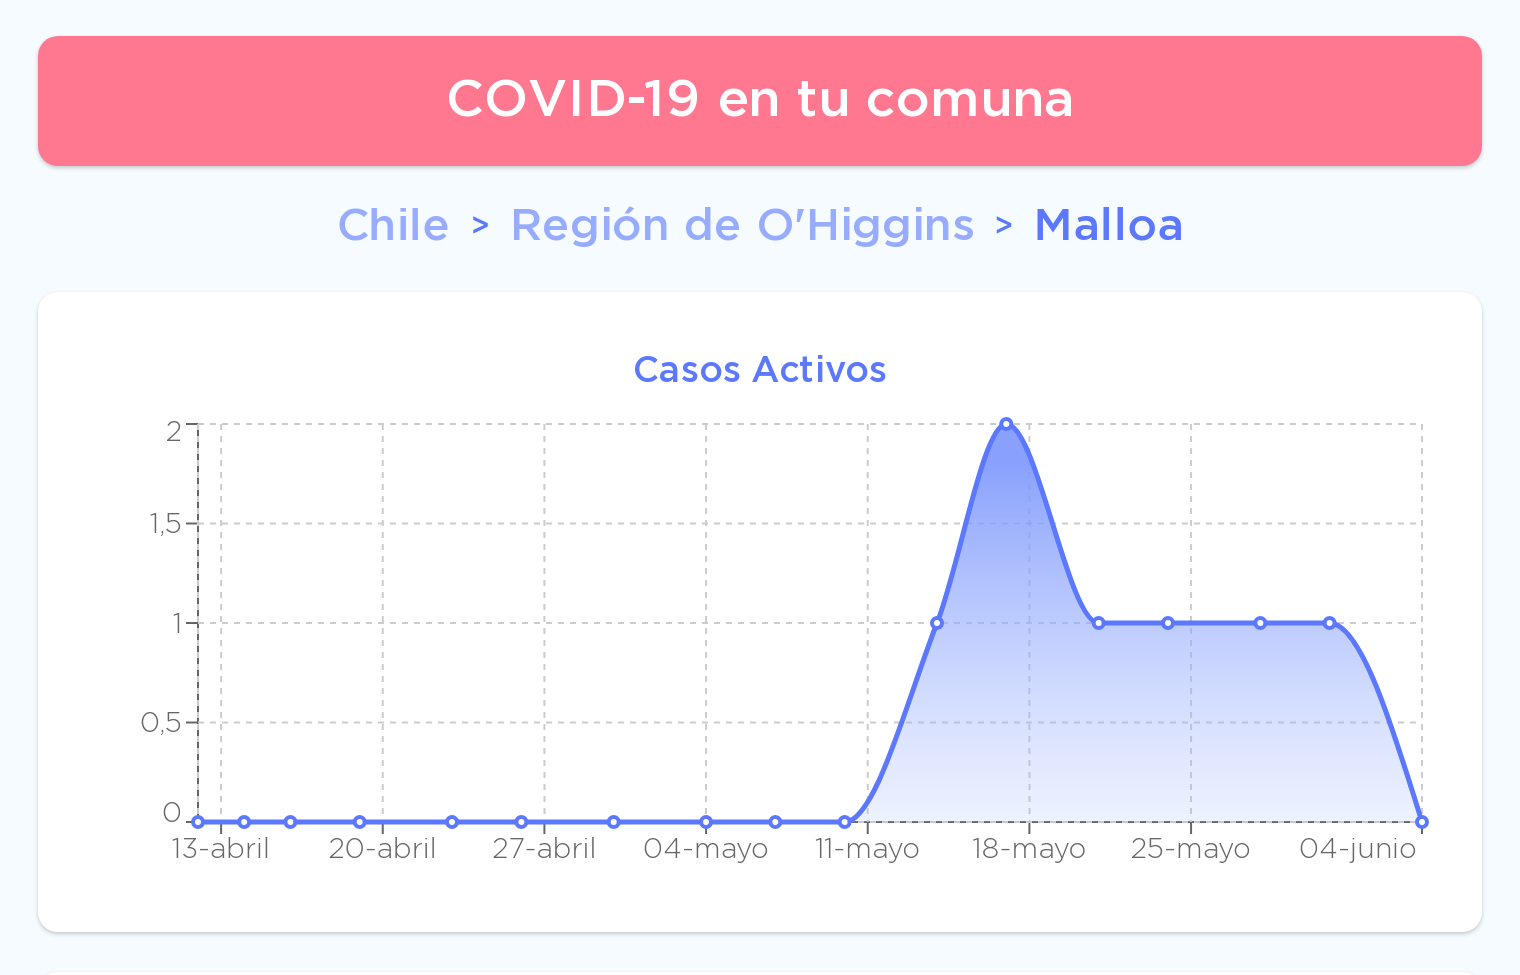 COVID-19 en tu comuna
Chile > Región de O'Higgins > Malloa
Casos Activos
2
1,5
1
0,5
0
13-abril 20-abril 27-abril 04-mayo 11-mayo 18-mayo 25-mayo 04-junio